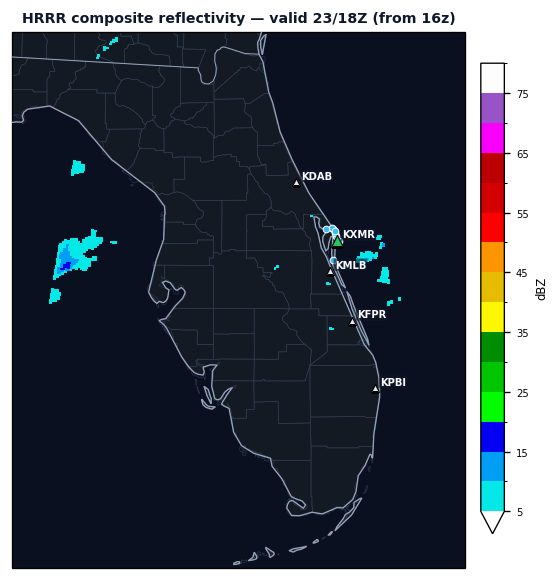 HRRR composite reflectivity — valid 23/18Z (from 16z)
KDAB
KXMR
KMLB
KFPR
KPBI
75
65
55
45
35
25
15
5
dBZ